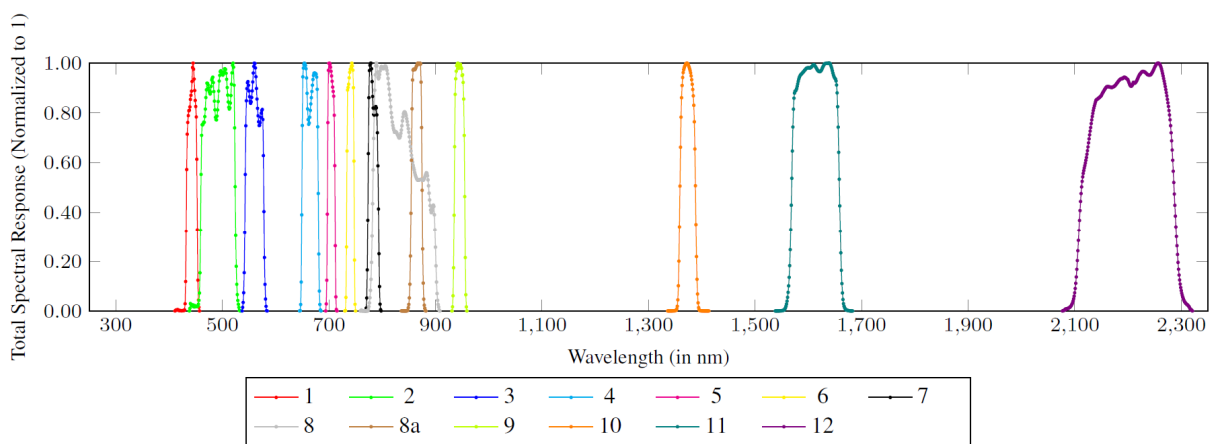 Total Spectral Response (Normalized to 1)
1.00
0.80
0.60
0.40
0.20
0.00
300 500 700 900 1,100 1,300 1,500 1,700 1,900 2,100 2,300
Wavelength (in nm)
1 2 3 4 5 6 7
8 8a 9 10 11 12